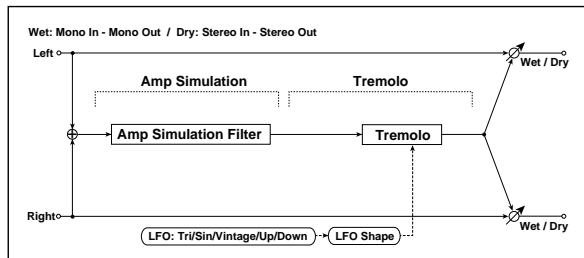 Wet: Mono In - Mono Out / Dry: Stereo In - Stereo Out
Left
Wet / Dry
Amp Simulation
Tremolo
Amp Simulation Filter
Tremolo
Right
Wet / Dry
LFO: Tri/Sin/Vintage/Up/Down
LFO Shape